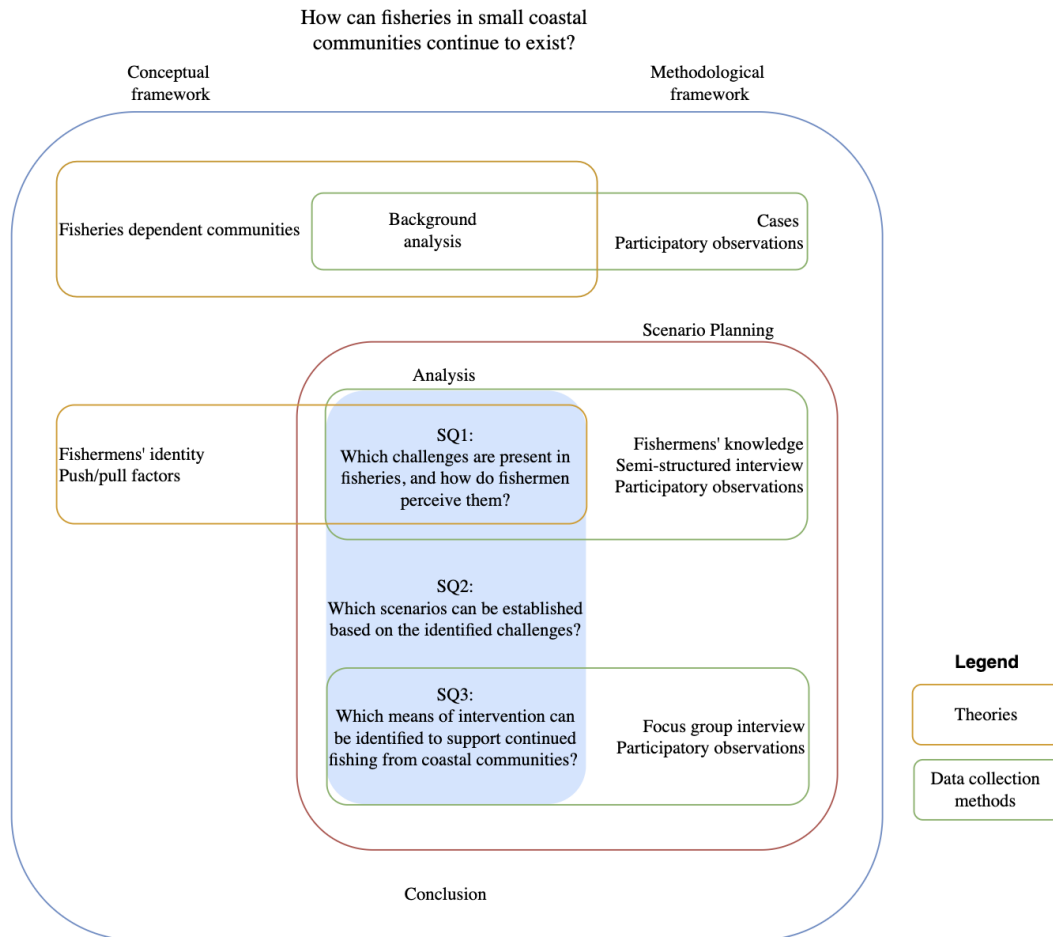 How can fisheries in small coastal
communities continue to exist?
Conceptual
framework
Methodological
framework
Fisheries dependent communities
Background
analysis
Cases
Participatory observations
Scenario Planning
Analysis
Fishermens' identity
Push/pull factors
SQ1:
Which challenges are present in
fisheries, and how do fishermen
perceive them?
Fishermens' knowledge
Semi-structured interview
Participatory observations
SQ2:
Which scenarios can be established
based on the identified challenges?
SQ3:
Which means of intervention can
be identified to support continued
fishing from coastal communities?
Focus group interview
Participatory observations
Conclusion
Legend
Theories
Data collection
methods